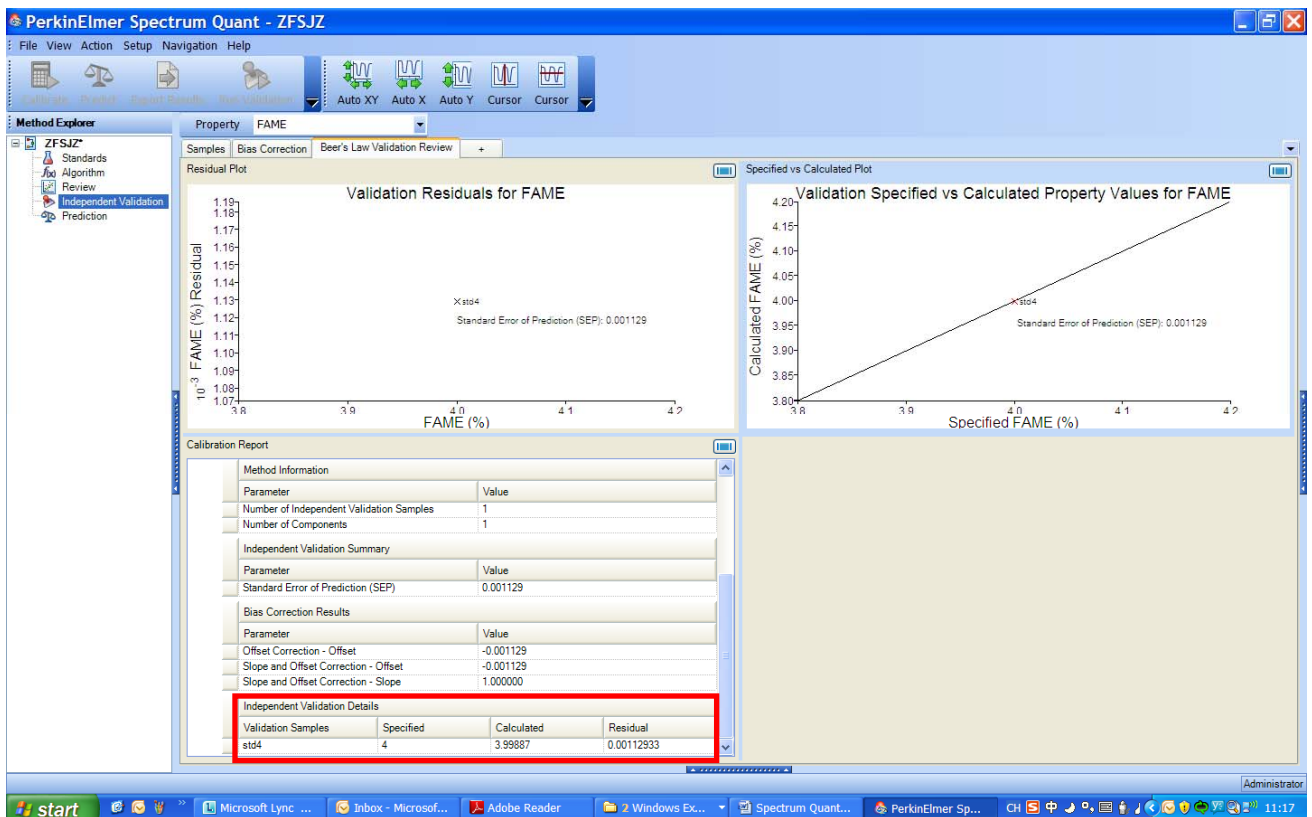 PerkinElmer Spectrum Quant - ZFSJZ
File View Action Setup Navigation Help
Calibrate Predict Export Results Run Validation Auto XY Auto X Auto Y Cursor Cursor
Method Explorer
Property FAME
ZFSJZ*
Standards
Algorithm
Review
Independent Validation
Prediction
Samples Bias Correction Beer's Law Validation Review +
Residual Plot
Validation Residuals for FAME
10-3 FAME (%) Residual
1.19
1.18
1.17
1.16
1.15
1.14
1.13
1.12
1.11
1.10
1.09
1.08
1.07
std4
Standard Error of Prediction (SEP): 0.001129
3.8 3.9 4.0 4.1 4.2
FAME (%)
Specified vs Calculated Plot
Validation Specified vs Calculated Property Values for FAME
Calculated FAME (%)
4.20
4.15
4.10
4.05
4.00
3.95
3.90
3.85
3.80
std4
Standard Error of Prediction (SEP): 0.001129
3.8 3.9 4.0 4.1 4.2
Specified FAME (%)
Calibration Report
Method Information
Parameter Value
Number of Independent Validation Samples 1
Number of Components 1
Independent Validation Summary
Parameter Value
Standard Error of Prediction (SEP) 0.001129
Bias Correction Results
Parameter Value
Offset Correction - Offset -0.001129
Slope and Offset Correction - Offset -0.001129
Slope and Offset Correction - Slope 1.000000
Independent Validation Details
Validation Samples Specified Calculated Residual
std4 4 3.99887 0.00112933
Administrator
start Microsoft Lync ... Inbox - Microsof... Adobe Reader 2 Windows Ex... Spectrum Quant... PerkinElmer Sp... CH 中 11:17